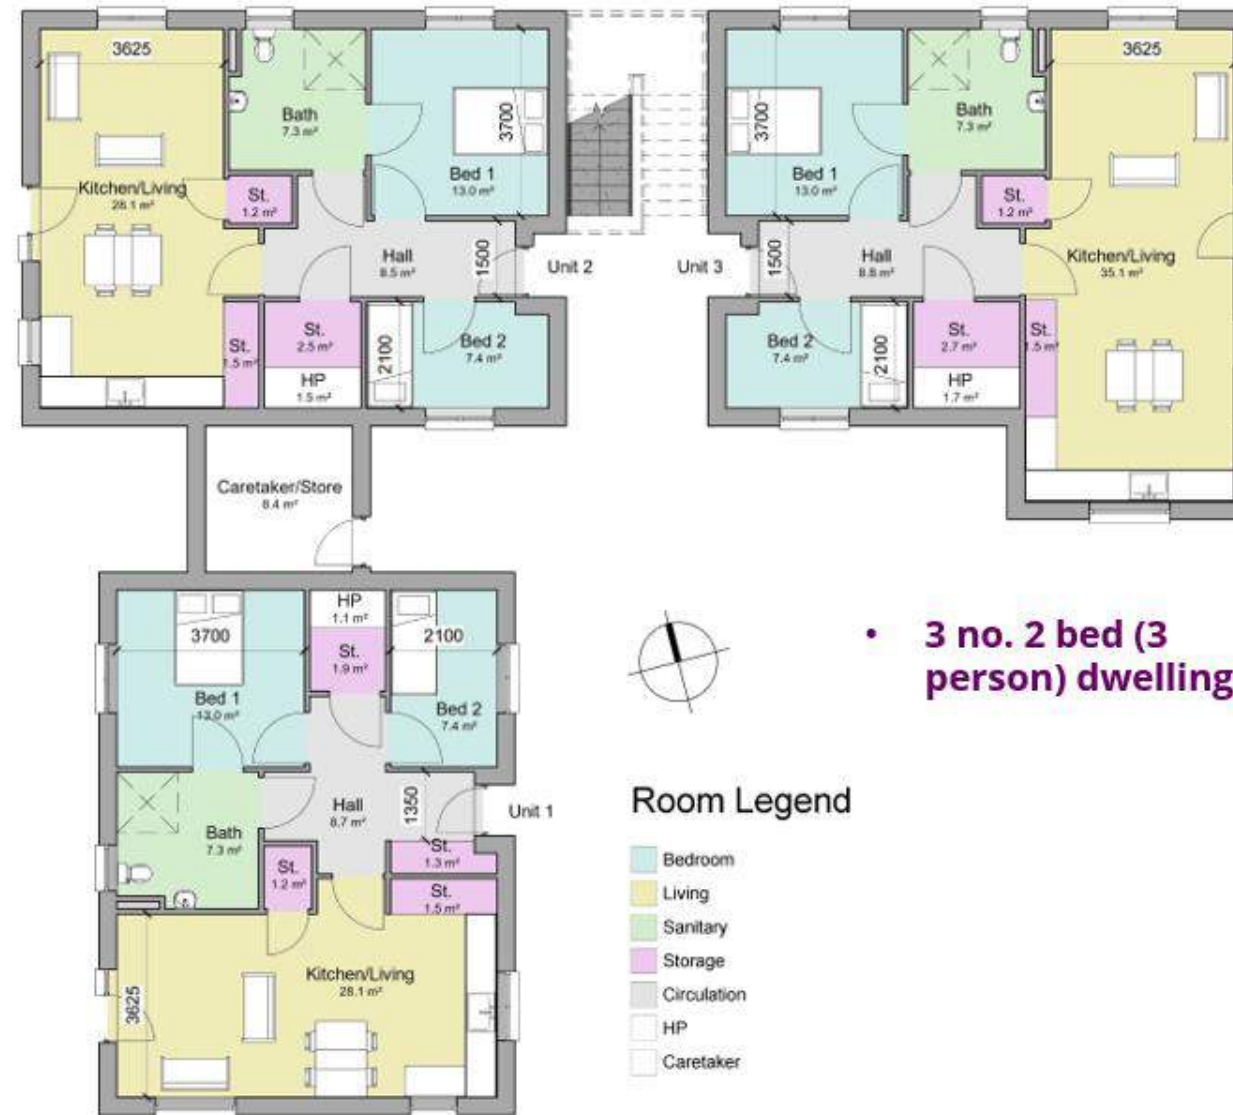 3625
Bath
7.3 m²
3700
Bed 1
13.0 m²
Kitchen/Living
28.1 m²
St.
1.2 m²
Hall
8.5 m²
1500
Unit 2
St.
1.5 m²
St.
2.5 m²
HP
1.5 m²
2100
Bed 2
7.4 m²
3700
Bed 1
13.0 m²
Bath
7.3 m²
3625
St.
1.2 m²
Unit 3
1500
Hall
8.8 m²
Kitchen/Living
35.1 m²
Bed 2
7.4 m²
2100
St.
2.7 m²
HP
1.7 m²
St.
1.5 m²
Caretaker/Store
8.4 m²
3700
Bed 1
13.0 m²
HP
1.1 m²
St.
1.9 m²
2100
Bed 2
7.4 m²
Bath
7.3 m²
Hall
8.7 m²
1350
Unit 1
St.
1.3 m²
St.
1.2 m²
St.
1.5 m²
Kitchen/Living
28.1 m²
3625
• 3 no. 2 bed (3
person) dwelling
Room Legend
Bedroom
Living
Sanitary
Storage
Circulation
HP
Caretaker